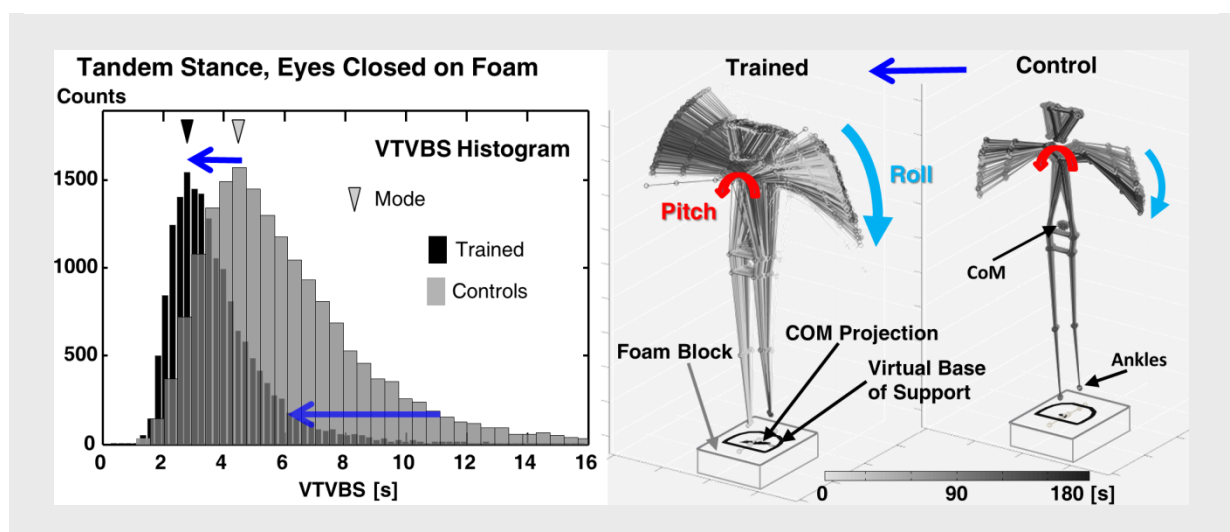 Tandem Stance, Eyes Closed on Foam
Counts
VTVBS Histogram
Mode
Trained
Controls
1500
1000
500
0
0 2 4 6 8 10 12 14 16
VTVBS [s]
Trained
Control
Roll
Pitch
CoM
COM Projection
Foam Block
Virtual Base
of Support
Ankles
0 90 180 [s]